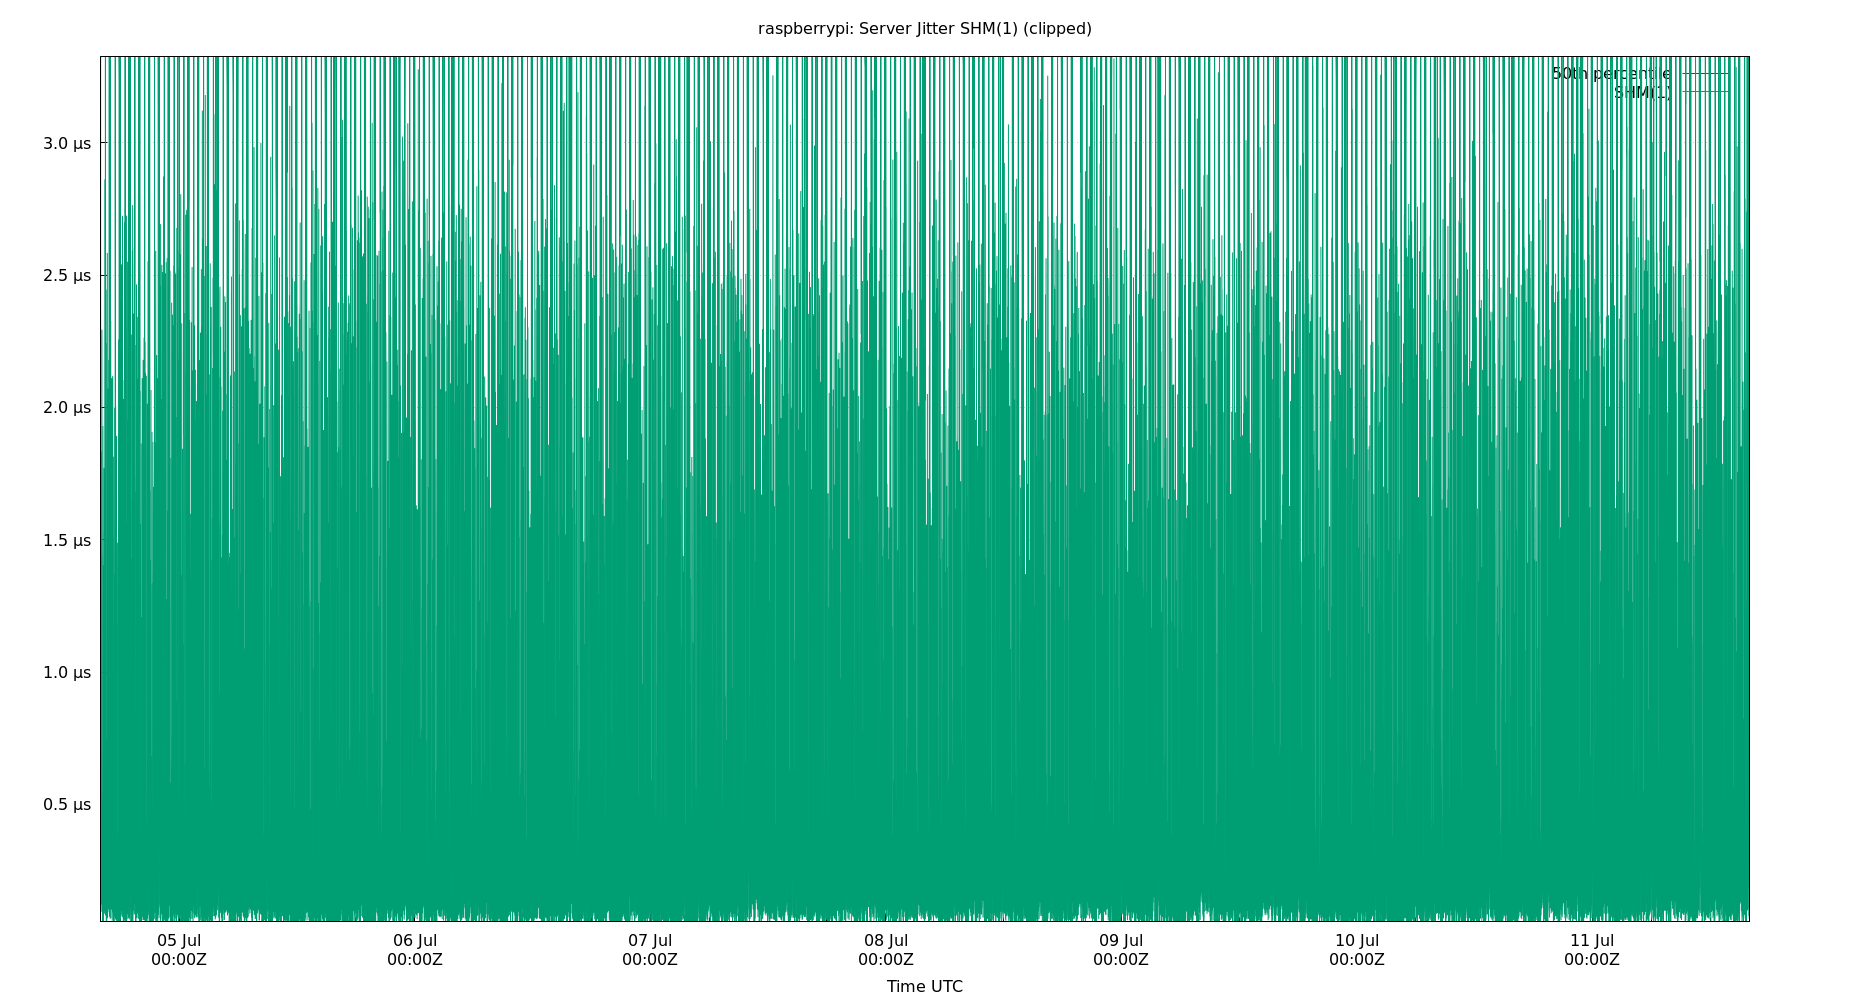 raspberrypi: Server Jitter SHM(1) (clipped)
50th percentile
SHM(1)
3.0 µs
2.5 µs
2.0 µs
1.5 µs
1.0 µs
0.5 µs
05 Jul 06 Jul 07 Jul 08 Jul 09 Jul 10 Jul 11 Jul
00:00Z 00:00Z 00:00Z 00:00Z 00:00Z 00:00Z 00:00Z
Time UTC